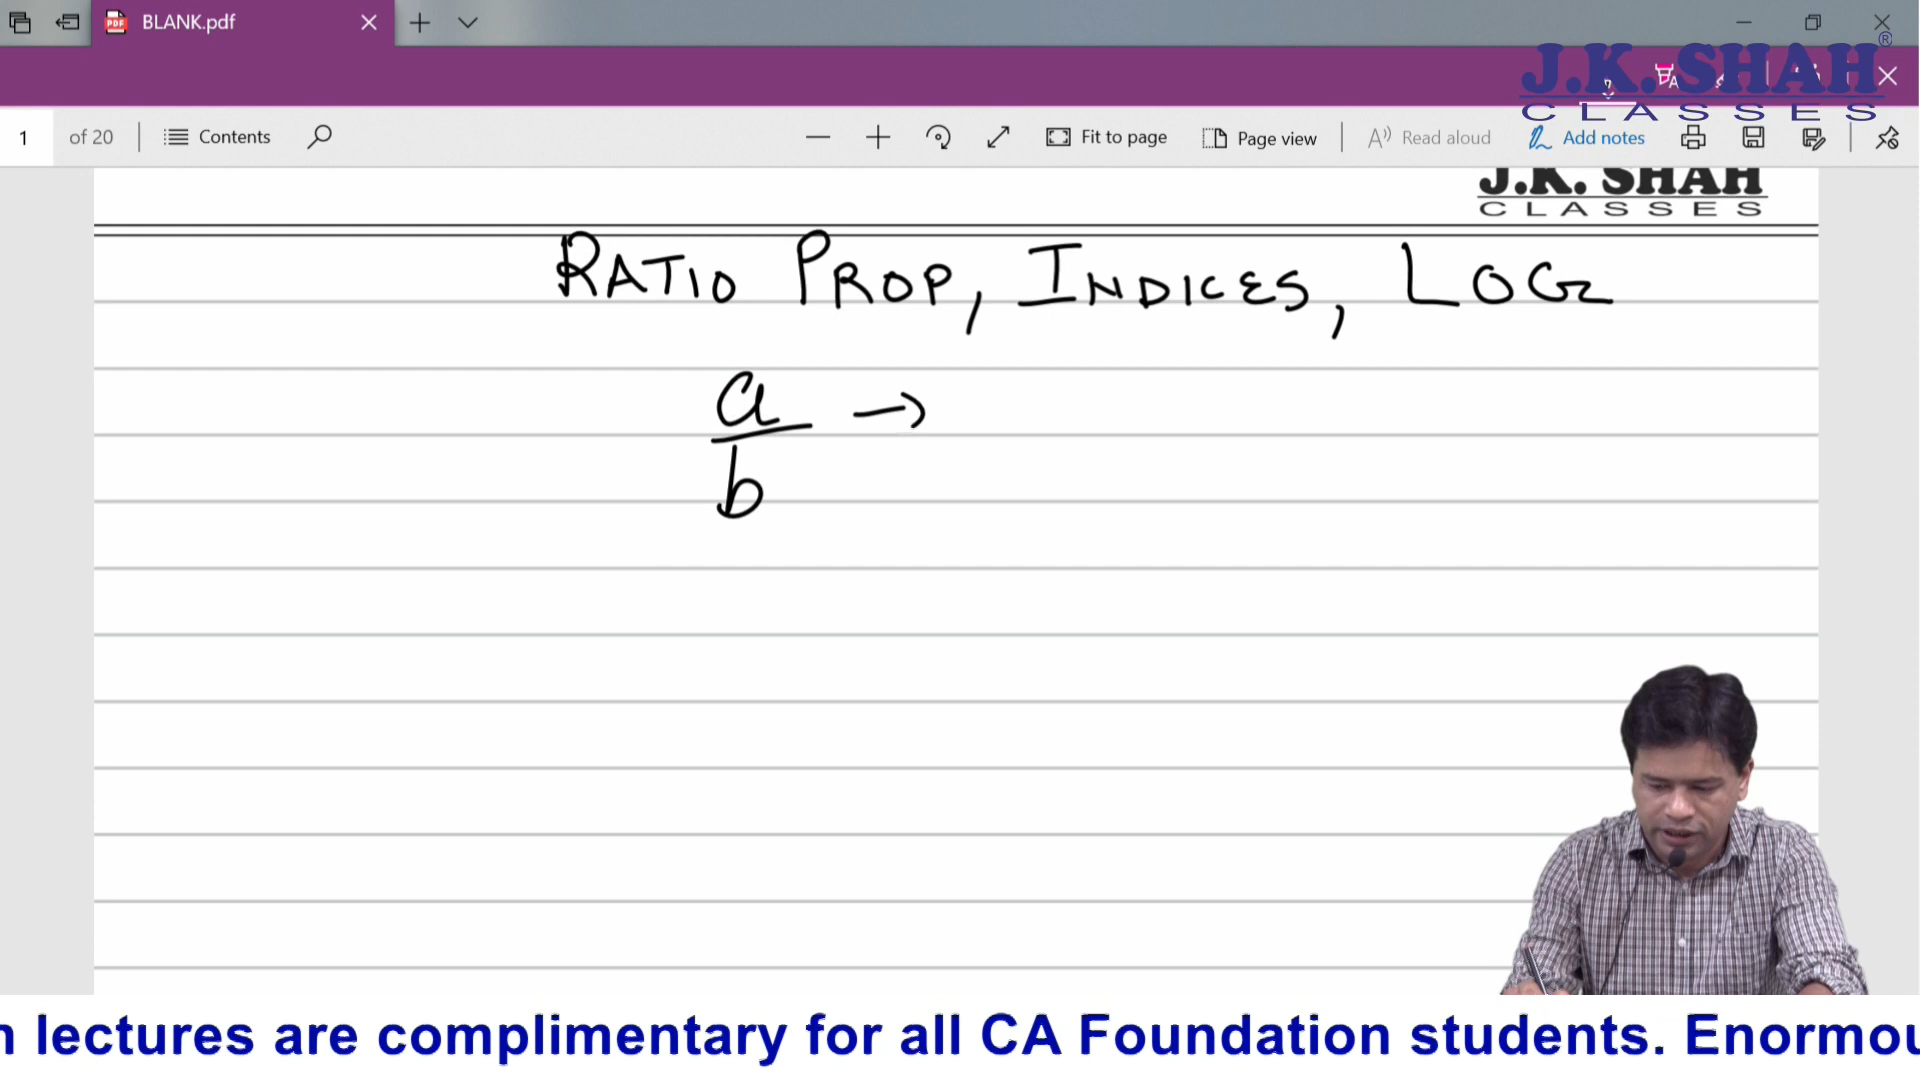 BLANK.pdf
J.K. SHAH ®
CLASSES
1 of 20 Contents Fit to page Page view Read aloud Add notes
J.K. SHAH
CLASSES
RATIO PROP, INDICES, LOG
a →
b
lectures are complimentary for all CA Foundation students.